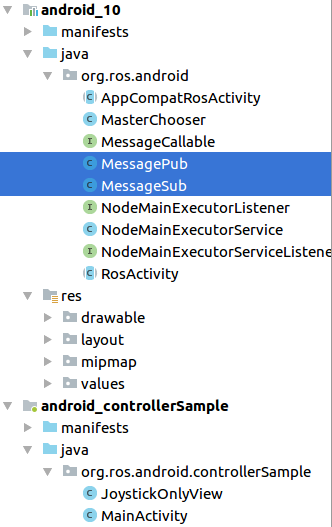 android_10
manifests
java
org.ros.android
AppCompatRosActivity
MasterChooser
MessageCallable
MessagePub
MessageSub
NodeMainExecutorListener
NodeMainExecutorService
NodeMainExecutorServiceListene
RosActivity
res
drawable
layout
mipmap
values
android_controllerSample
manifests
java
org.ros.android.controllerSample
JoystickOnlyView
MainActivity